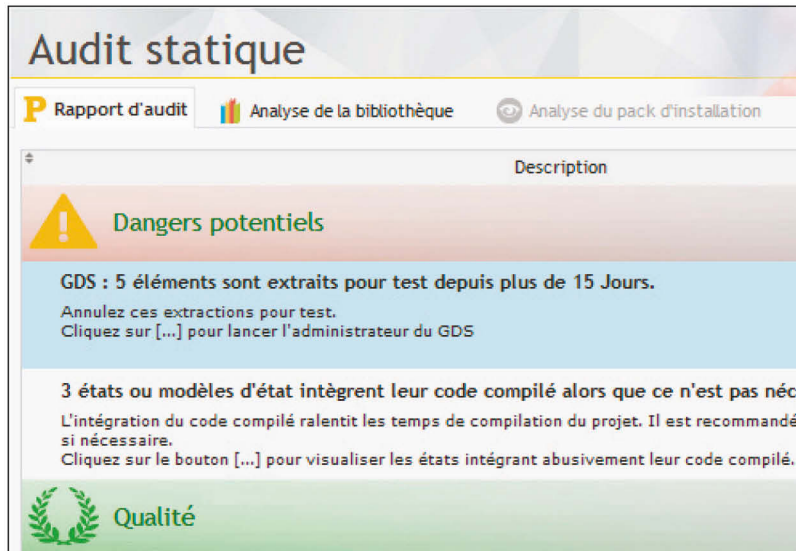 Audit statique
Rapport d'audit
Analyse de la bibliothèque
Analyse du pack d'installation
Description
Dangers potentiels
GDS : 5 éléments sont extraits pour test depuis plus de 15 Jours.
Annulez ces extractions pour test.
Cliquez sur [...] pour lancer l'administrateur du GDS
3 états ou modèles d'état intègrent leur code compilé alors que ce n'est pas néc
L'intégration du code compilé ralentit les temps de compilation du projet. Il est recommandé
si nécessaire.
Cliquez sur le bouton [...] pour visualiser les états intégrant abusivement leur code compilé.
Qualité